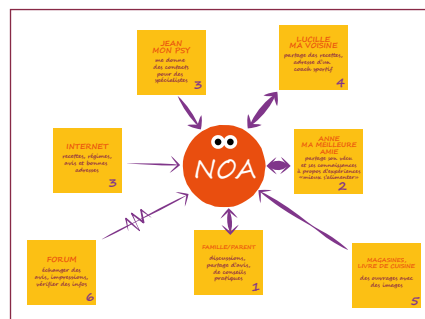 JEAN
MON PSY
me donne
des contacts
pour des
spécialistes
3
LUCILLE
MA VOISINE
partage des recettes,
adresse d'un
coach sportif
4
INTERNET
recettes, régimes,
avis et bonnes
adresses
3
NOA
ANNE
MA MEILLEURE
AMIE
partage son vécu
et ses connaissances
à propos d'expériences
«mieux s'alimenter»
2
FORUM
échanger des
avis, impressions,
vérifier des infos
6
FAMILLE/PARENT
discussions,
partage d'avis,
de conseils
pratiques
1
MAGASINES,
LIVRE DE CUISINE
des ouvrages avec
des images
5